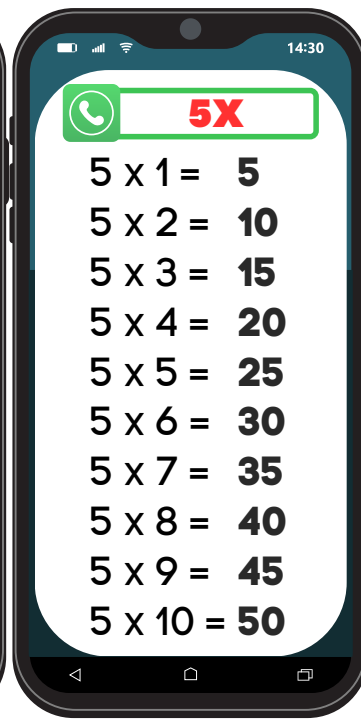 14:30
5X
5 x 1 = 5
5 x 2 = 10
5 x 3 = 15
5 x 4 = 20
5 x 5 = 25
5 x 6 = 30
5 x 7 = 35
5 x 8 = 40
5 x 9 = 45
5 x 10 = 50